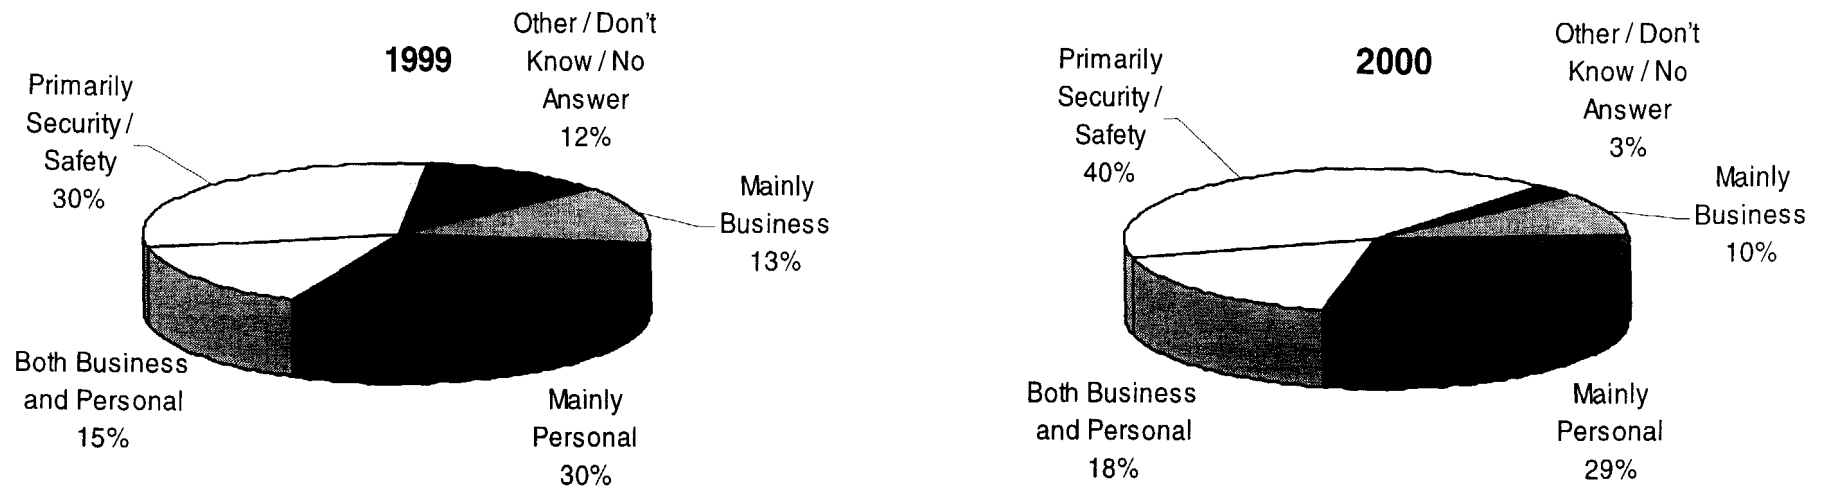 1999
Other / Don't
Know / No
Answer
12%
Primarily
Security /
Safety
30%
Mainly
Business
13%
Both Business
and Personal
15%
Mainly
Personal
30%
2000
Other / Don't
Know / No
Answer
3%
Primarily
Security /
Safety
40%
Mainly
Business
10%
Both Business
and Personal
18%
Mainly
Personal
29%